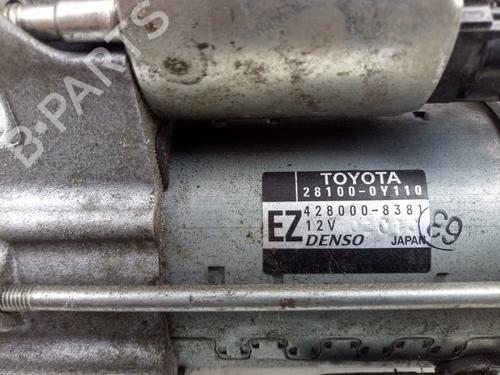 B-PARTS
TOYOTA
28100-0Y110
428000-8381
EZ
12V
DENSO
JAPAN